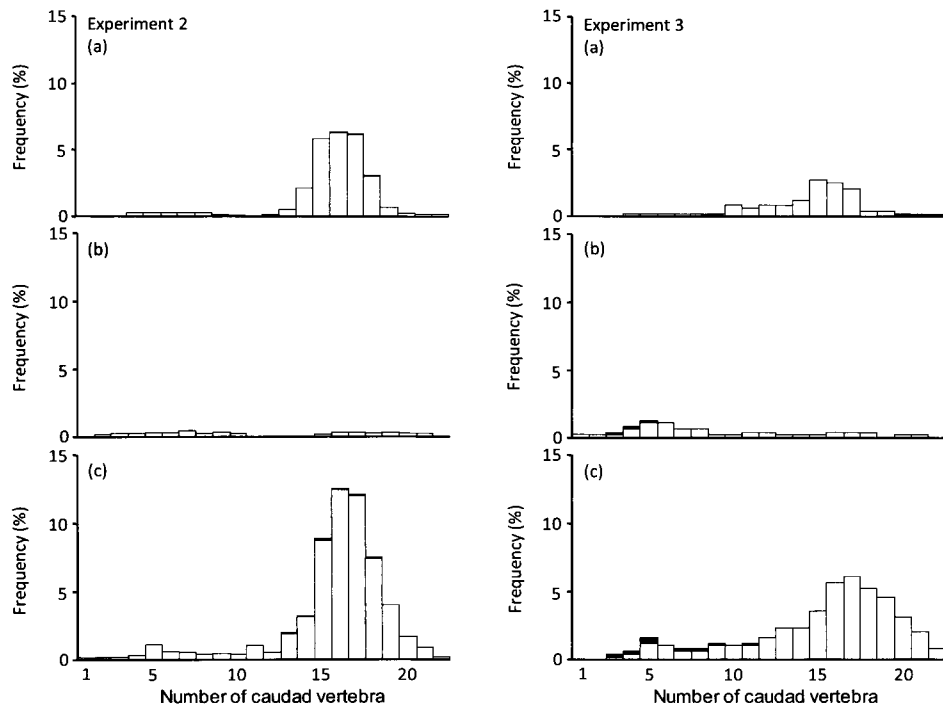 Experiment 2
(a)
15
10
5
0
Frequency (%)
(b)
15
10
5
0
Frequency (%)
(c)
15
10
5
0
Frequency (%)
1 5 10 15 20
Number of caudad vertebra
Experiment 3
(a)
15
10
5
0
Frequency (%)
(b)
15
10
5
0
Frequency (%)
(c)
15
10
5
0
Frequency (%)
1 5 10 15 20
Number of caudad vertebra